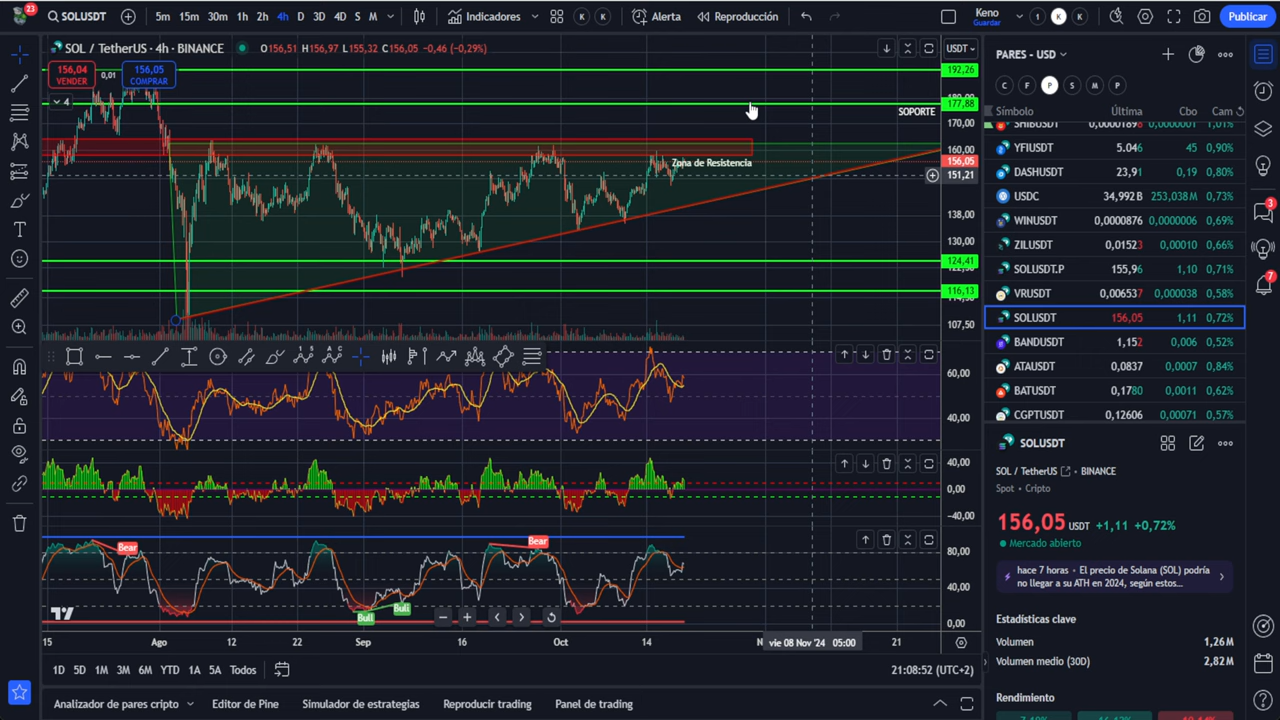 23 SOLUSDT 5m 15m 30m 1h 2h 4h D 3D 4D S M Indicadores K K Alerta Reproducción Keno Guardar 1 K K Publicar
SOL / TetherUS · 4h · BINANCE O156,51 H156,97 L155,32 C156,05 −0,46 (−0,29%) USDT
156,04 VENDER 0,01 156,05 COMPRAR
4
192,26
177,88
SOPORTE
170,00
160,00
156,05
Zona de Resistencia
151,21
138,00
130,00
124,41
116,13
107,50
60,00
40,00
40,00
0,00
−40,00
Bear
Bear
80,00
40,00
Bull
Bull
0,00
15 Ago 12 22 Sep 16 Oct 14 vie 08 Nov '24 05:00 21
1D 5D 1M 3M 6M YTD 1A 5A Todos 21:08:52 (UTC+2)
Analizador de pares cripto Editor de Pine Simulador de estrategias Reproducir trading Panel de trading
PARES - USD
C F P S M P
Símbolo Última Cbo Cam
SHIBUSDT 0,00001896 0,0000001 1,01%
YFIUSDT 5.046 45 0,90%
DASHUSDT 23,91 0,19 0,80%
USDC 34,992 B 253,038 M 0,73%
WINUSDT 0,0000876 0,0000006 0,69%
ZILUSDT 0,01523 0,00010 0,66%
SOLUSDT.P 155,96 1,10 0,71%
VRUSDT 0,006537 0,000038 0,58%
SOLUSDT 156,05 1,11 0,72%
BANDUSDT 1,152 0,006 0,52%
ATAUSDT 0,0837 0,0007 0,84%
BATUSDT 0,1780 0,0011 0,62%
CGPTUSDT 0,12606 0,00071 0,57%
SOLUSDT
SOL / TetherUS · BINANCE
Spot · Cripto
156,05 USDT +1,11 +0,72%
Mercado abierto
hace 7 horas · El precio de Solana (SOL) podría
no llegar a su ATH en 2024, según estos...
Estadísticas clave
Volumen 1,26 M
Volumen medio (30D) 2,82 M
Rendimiento
3
7